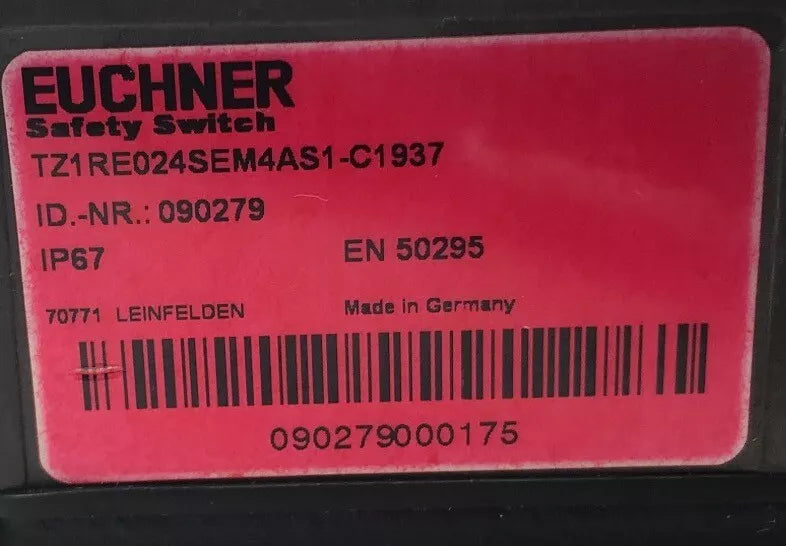 EUCHNER
Safety Switch
TZ1RE024SEM4AS1-C1937
ID.-NR.: 090279
IP67 EN 50295
70771 LEINFELDEN Made in Germany
090279000175